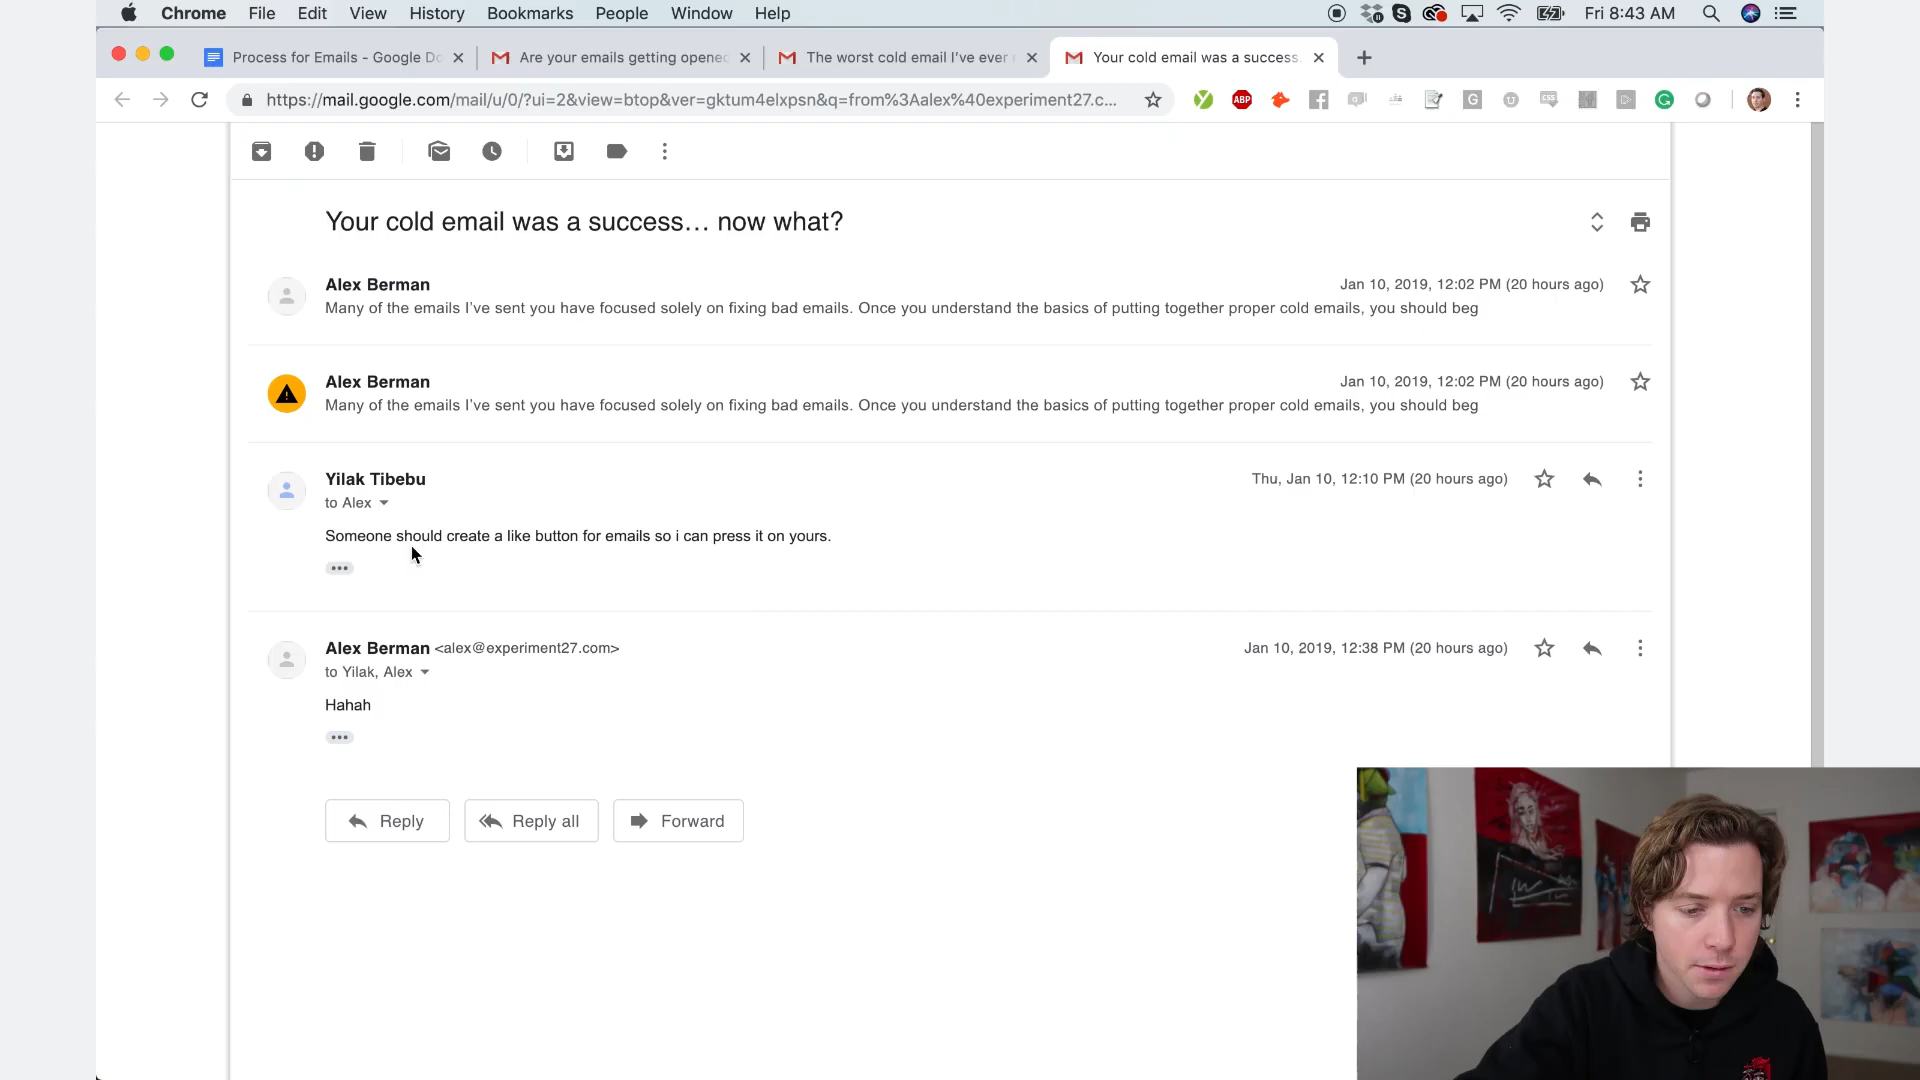 Chrome File Edit View History Bookmarks People Window Help Fri 8:43 AM
Process for Emails - Google Do
Are your emails getting opened
The worst cold email I've ever
Your cold email was a success.
https://mail.google.com/mail/u/0/?ui=2&view=btop&ver=gktum4elxpsn&q=from%3Aalex%40experiment27.c...
ABP
Your cold email was a success... now what?
Alex Berman Jan 10, 2019, 12:02 PM (20 hours ago)
Many of the emails I've sent you have focused solely on fixing bad emails. Once you understand the basics of putting together proper cold emails, you should beg
Alex Berman Jan 10, 2019, 12:02 PM (20 hours ago)
Many of the emails I've sent you have focused solely on fixing bad emails. Once you understand the basics of putting together proper cold emails, you should beg
Yilak Tibebu Thu, Jan 10, 12:10 PM (20 hours ago)
to Alex
Someone should create a like button for emails so i can press it on yours.
Alex Berman <alex@experiment27.com> Jan 10, 2019, 12:38 PM (20 hours ago)
to Yilak, Alex
Hahah
Reply Reply all Forward